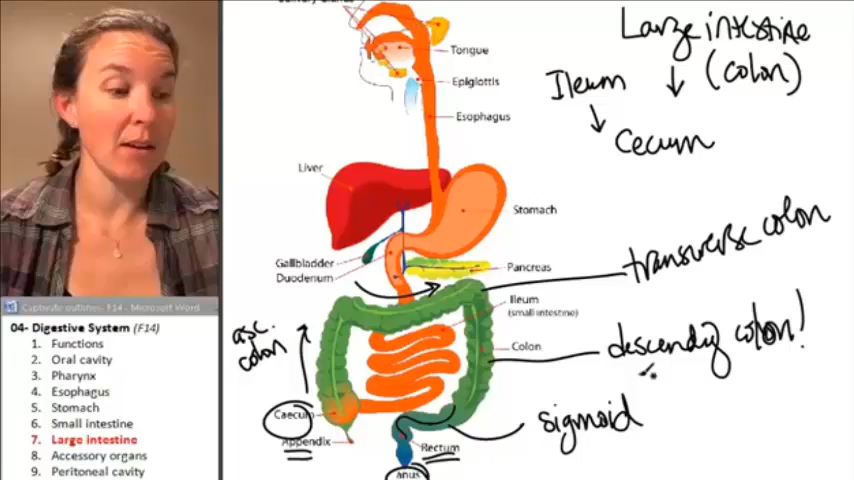 Salivary Glands
Tongue
Epiglottis
Esophagus
Liver
Stomach
Gallbladder
Duodenum
Pancreas
Ileum
(small intestine)
Colon
Caecum
Appendix
Rectum
anus
Large intestine
(colon)
Ileum
Cecum
transverse colon
descending colon!
sigmoid
asc.
colon
Captivate outlines - F14 - Microsoft Word
04- Digestive System (F14)
1. Functions
2. Oral cavity
3. Pharynx
4. Esophagus
5. Stomach
6. Small intestine
7. Large intestine
8. Accessory organs
9. Peritoneal cavity